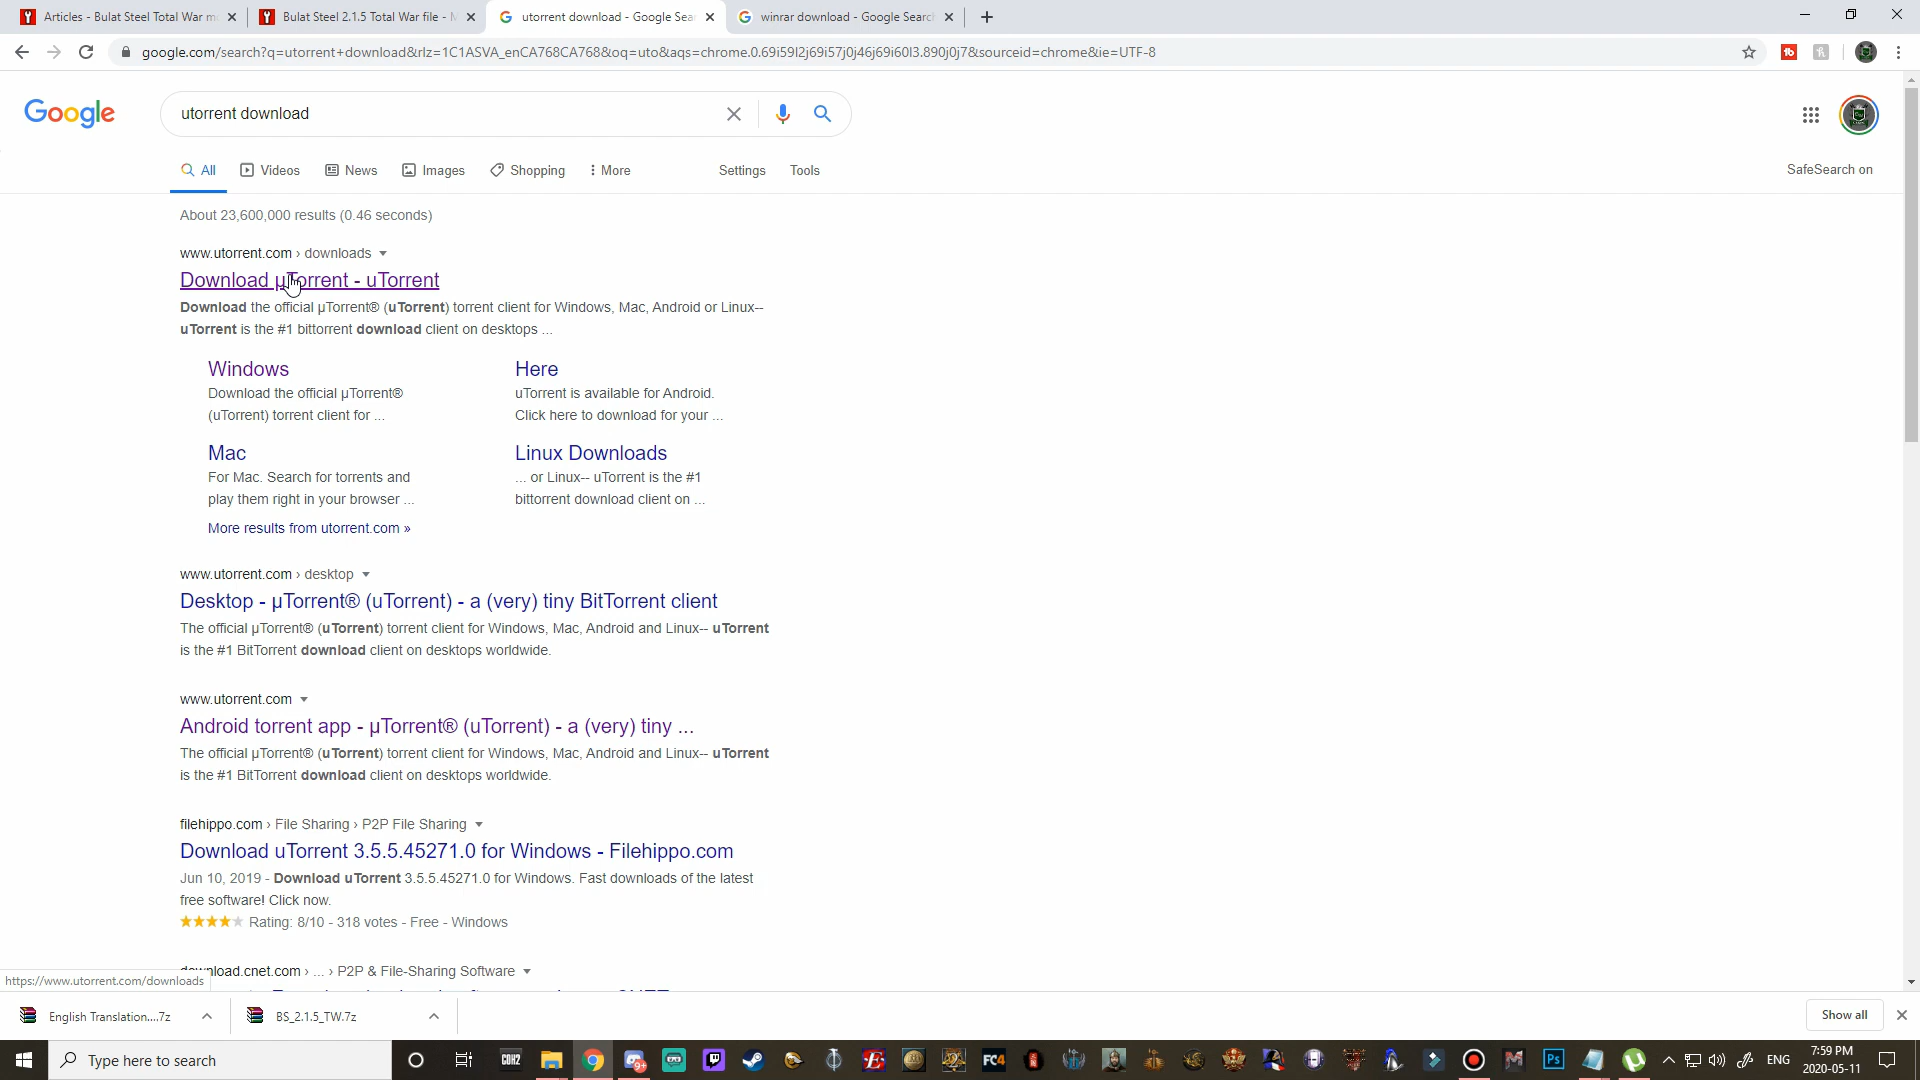 Articles - Bulat Steel Total War m
Bulat Steel 2.1.5 Total War file -
utorrent download - Google Sea
winrar download - Google Search
google.com/search?q=utorrent+download&rlz=1C1ASVA_enCA768CA768&oq=uto&aqs=chrome.0.69i59l2j69i57j0j46j69i60l3.890j0j7&sourceid=chrome&ie=UTF-8
Google
utorrent download
All
Videos
News
Images
Shopping
More
Settings
Tools
SafeSearch on
About 23,600,000 results (0.46 seconds)
www.utorrent.com › downloads
Download µTorrent - uTorrent
Download the official µTorrent® (uTorrent) torrent client for Windows, Mac, Android or Linux--
uTorrent is the #1 bittorrent download client on desktops ...
Windows
Download the official µTorrent®
(uTorrent) torrent client for ...
Here
uTorrent is available for Android.
Click here to download for your ...
Mac
For Mac. Search for torrents and
play them right in your browser ...
Linux Downloads
... or Linux-- uTorrent is the #1
bittorrent download client on ...
More results from utorrent.com »
www.utorrent.com › desktop
Desktop - µTorrent® (uTorrent) - a (very) tiny BitTorrent client
The official µTorrent® (uTorrent) torrent client for Windows, Mac, Android and Linux-- uTorrent
is the #1 BitTorrent download client on desktops worldwide.
www.utorrent.com
Android torrent app - µTorrent® (uTorrent) - a (very) tiny ...
The official µTorrent® (uTorrent) torrent client for Windows, Mac, Android and Linux-- uTorrent
is the #1 BitTorrent download client on desktops worldwide.
filehippo.com › File Sharing › P2P File Sharing
Download uTorrent 3.5.5.45271.0 for Windows - Filehippo.com
Jun 10, 2019 - Download uTorrent 3.5.5.45271.0 for Windows. Fast downloads of the latest
free software! Click now.
Rating: 8/10 - 318 votes - Free - Windows
download.cnet.com › ... › P2P & File-Sharing Software
https://www.utorrent.com/downloads
English Translation....7z
BS_2.1.5_TW.7z
Show all
Type here to search
COH2
FC4
Ps
ENG
7:59 PM
2020-05-11